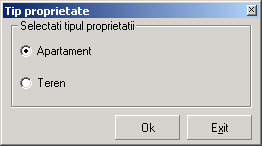 Tip proprietate
Selectati tipul proprietatii
Apartament
Teren
Ok
Exit